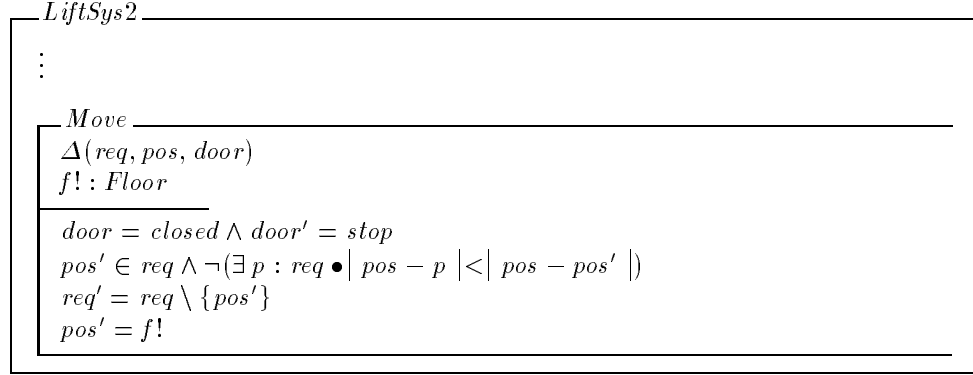 LiftSys2
⋮
Move
Δ(req, pos, door)
f! : Floor
door = closed ∧ door′ = stop
pos′ ∈ req ∧ ¬(∃ p : req • | pos − p |<| pos − pos′ |)
req′ = req \ {pos′}
pos′ = f!